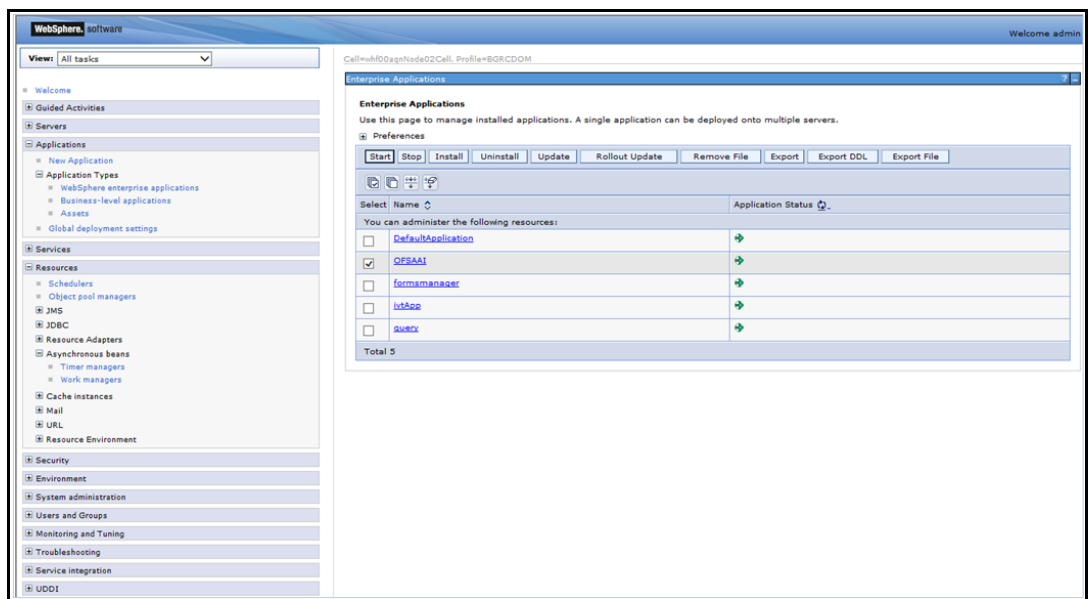 WebSphere. software
Welcome admin
View: All tasks
Cell=whf00aqnNode02Cell, Profile=BGRCDOM
Welcome
Guided Activities
Servers
Applications
New Application
Application Types
WebSphere enterprise applications
Business-level applications
Assets
Global deployment settings
Services
Resources
Schedulers
Object pool managers
JMS
JDBC
Resource Adapters
Asynchronous beans
Timer managers
Work managers
Cache instances
Mail
URL
Resource Environment
Security
Environment
System administration
Users and Groups
Monitoring and Tuning
Troubleshooting
Service integration
UDDI
Enterprise Applications ? -
Enterprise Applications
Use this page to manage installed applications. A single application can be deployed onto multiple servers.
Preferences
Start Stop Install Uninstall Update Rollout Update Remove File Export Export DDL Export File
Select Name Application Status
You can administer the following resources:
DefaultApplication
OFSAAI
formsmanager
ivtApp
query
Total 5